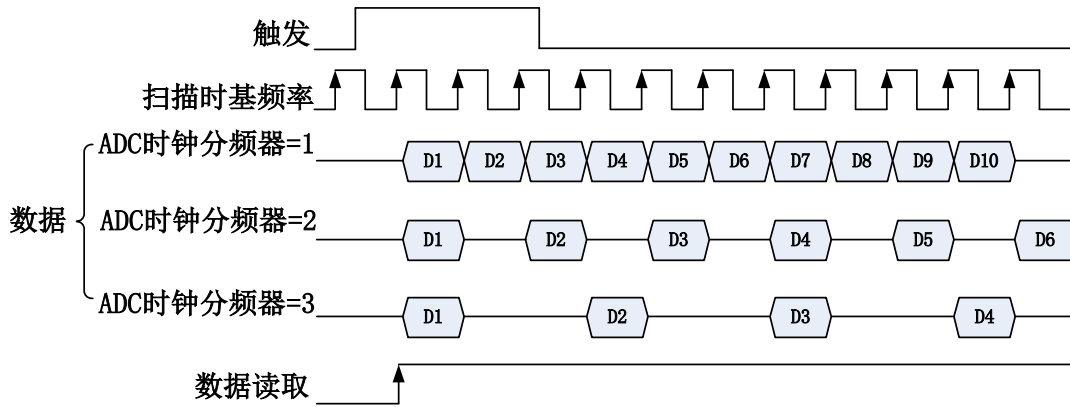 触发
扫描时基频率
数据
ADC时钟分频器=1
D1 D2 D3 D4 D5 D6 D7 D8 D9 D10
ADC时钟分频器=2
D1 D2 D3 D4 D5 D6
ADC时钟分频器=3
D1 D2 D3 D4
数据读取